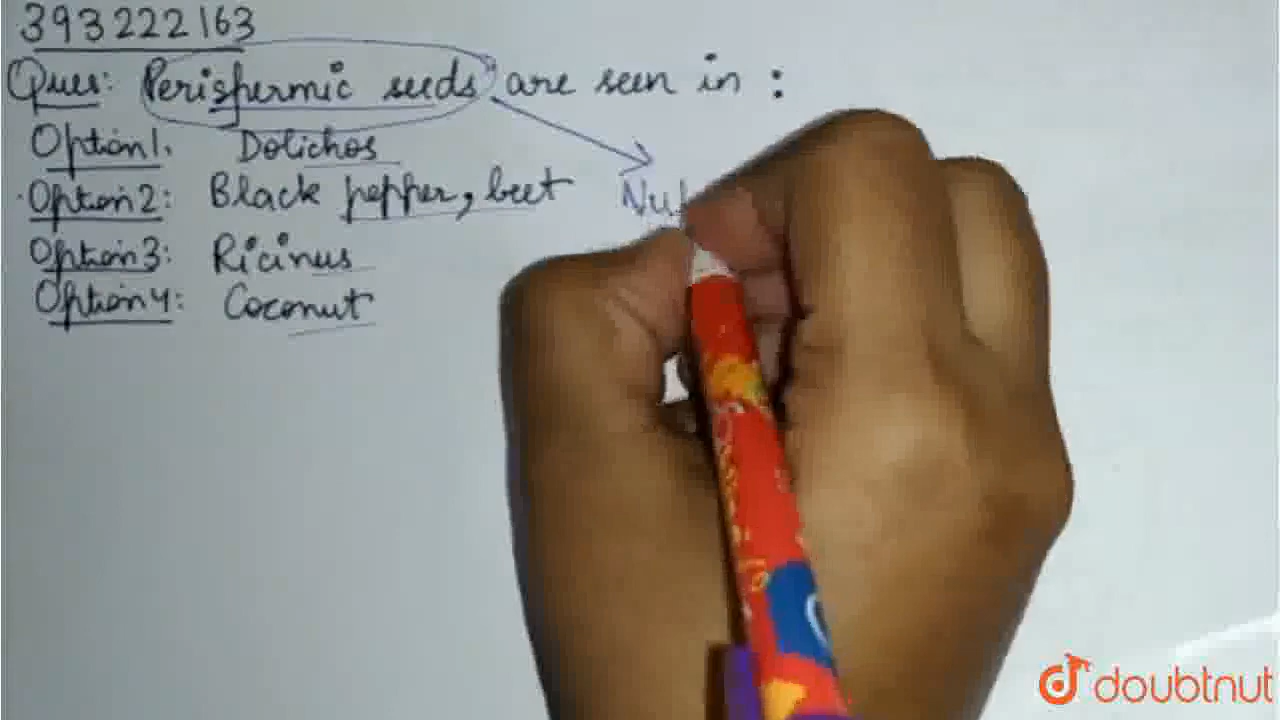 393222163
Ques: Perispermic seeds are seen in :
Option1. Dolichos
Option2: Black pepper, beet
Option3: Ricinus
Option4: Coconut
doubtnut